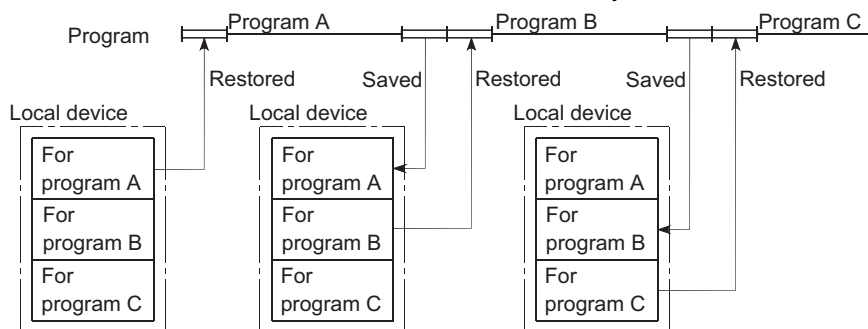 Program
Program A
Program B
Program C
Restored
Saved
Restored
Saved
Restored
Local device
For
program A
For
program B
For
program C
Local device
For
program A
For
program B
For
program C
Local device
For
program A
For
program B
For
program C